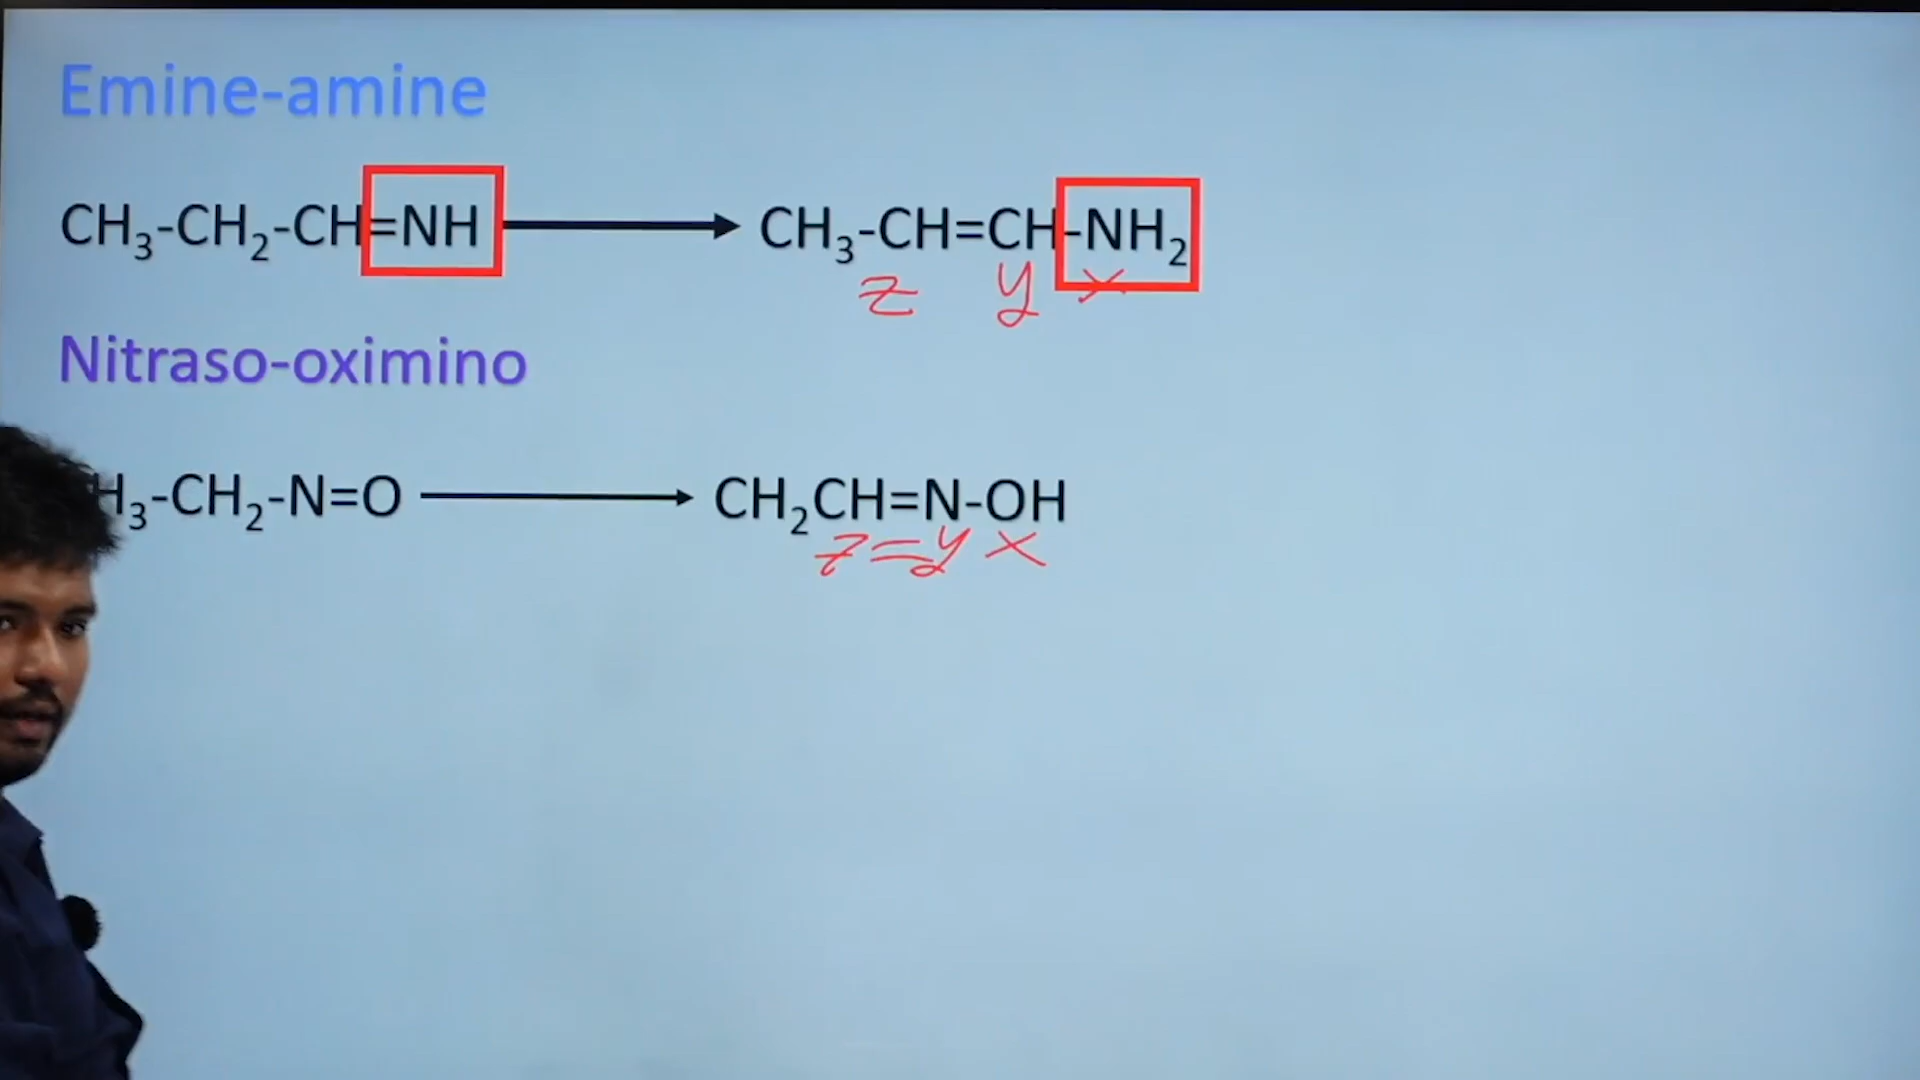 Emine-amine
CH₃-CH₂-CH=NH → CH₃-CH=CH-NH₂
z y x
Nitraso-oximino
H₃-CH₂-N=O → CH₂CH=N-OH
z=y x